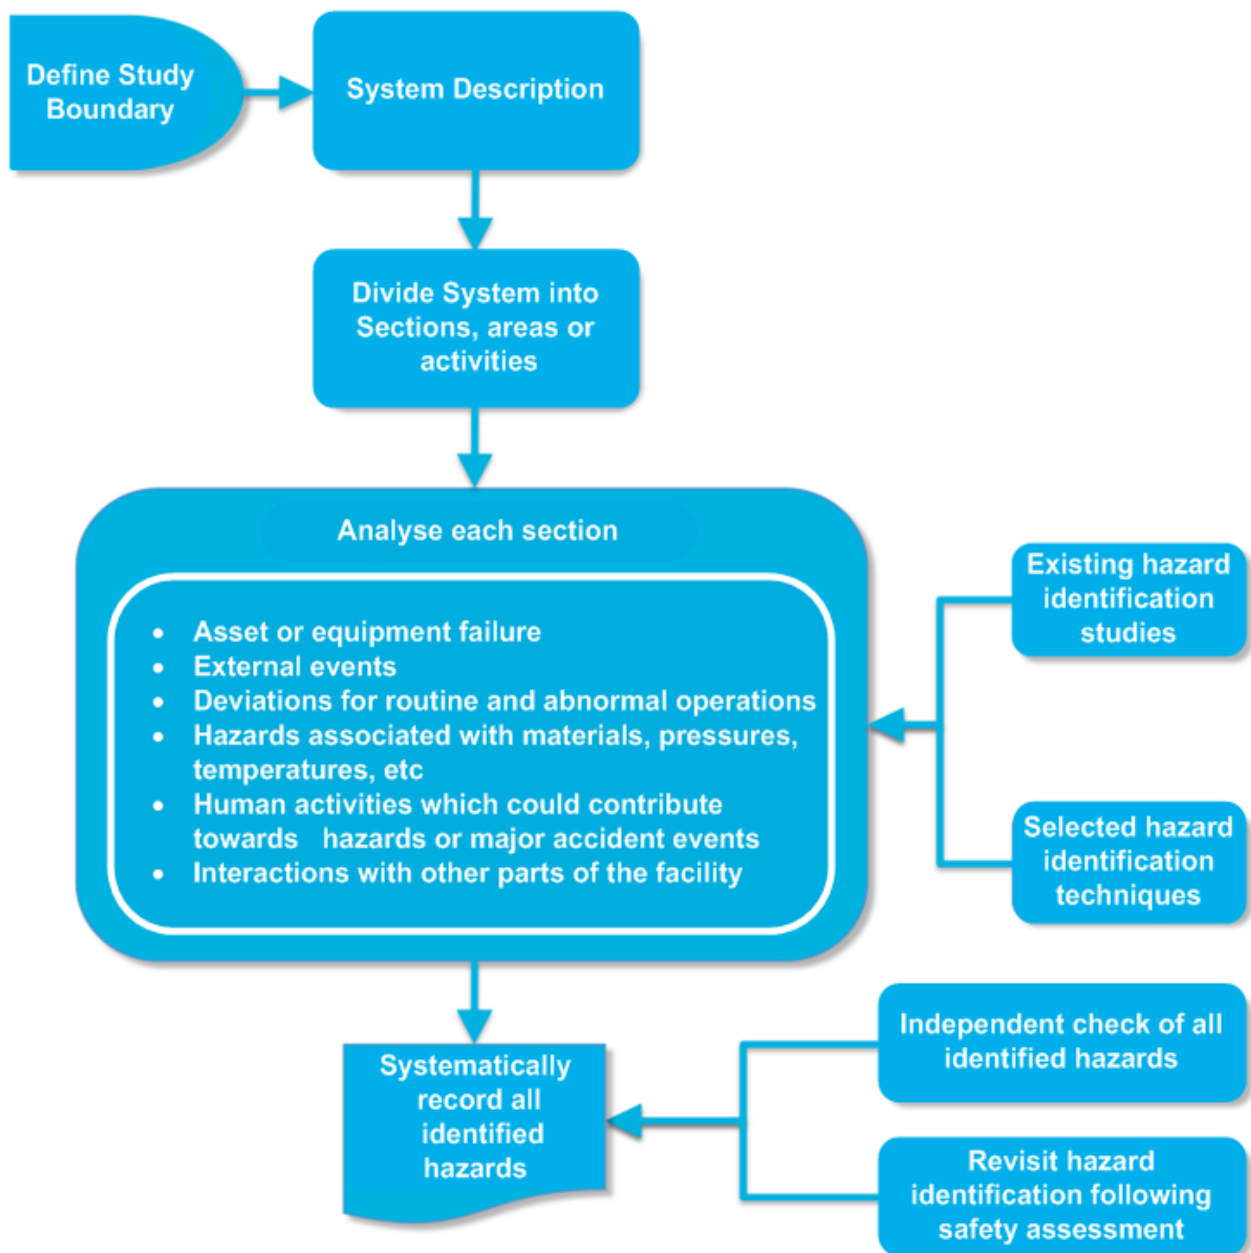 Define Study
Boundary
System Description
Divide System into
Sections, areas or
activities
Analyse each section
• Asset or equipment failure
• External events
• Deviations for routine and abnormal operations
• Hazards associated with materials, pressures,
temperatures, etc
• Human activities which could contribute
towards hazards or major accident events
• Interactions with other parts of the facility
Existing hazard
identification
studies
Selected hazard
identification
techniques
Systematically
record all
identified
hazards
Independent check of all
identified hazards
Revisit hazard
identification following
safety assessment